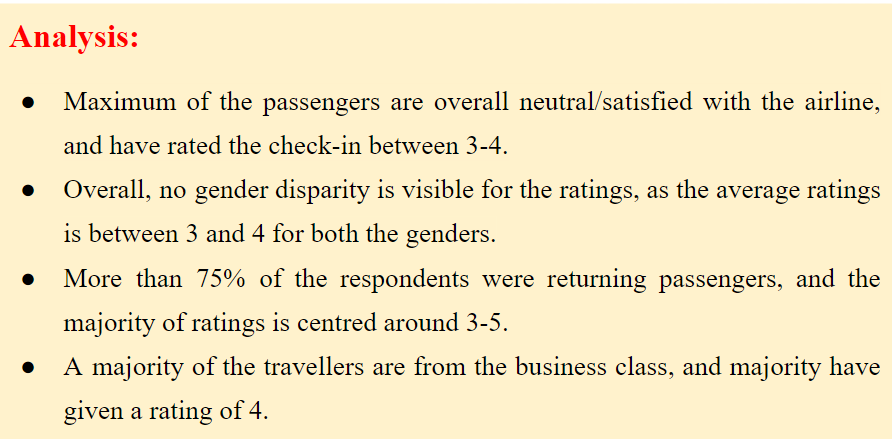 Analysis:
● Maximum of the passengers are overall neutral/satisfied with the airline,
and have rated the check-in between 3-4.
● Overall, no gender disparity is visible for the ratings, as the average ratings
is between 3 and 4 for both the genders.
● More than 75% of the respondents were returning passengers, and the
majority of ratings is centred around 3-5.
● A majority of the travellers are from the business class, and majority have
given a rating of 4.